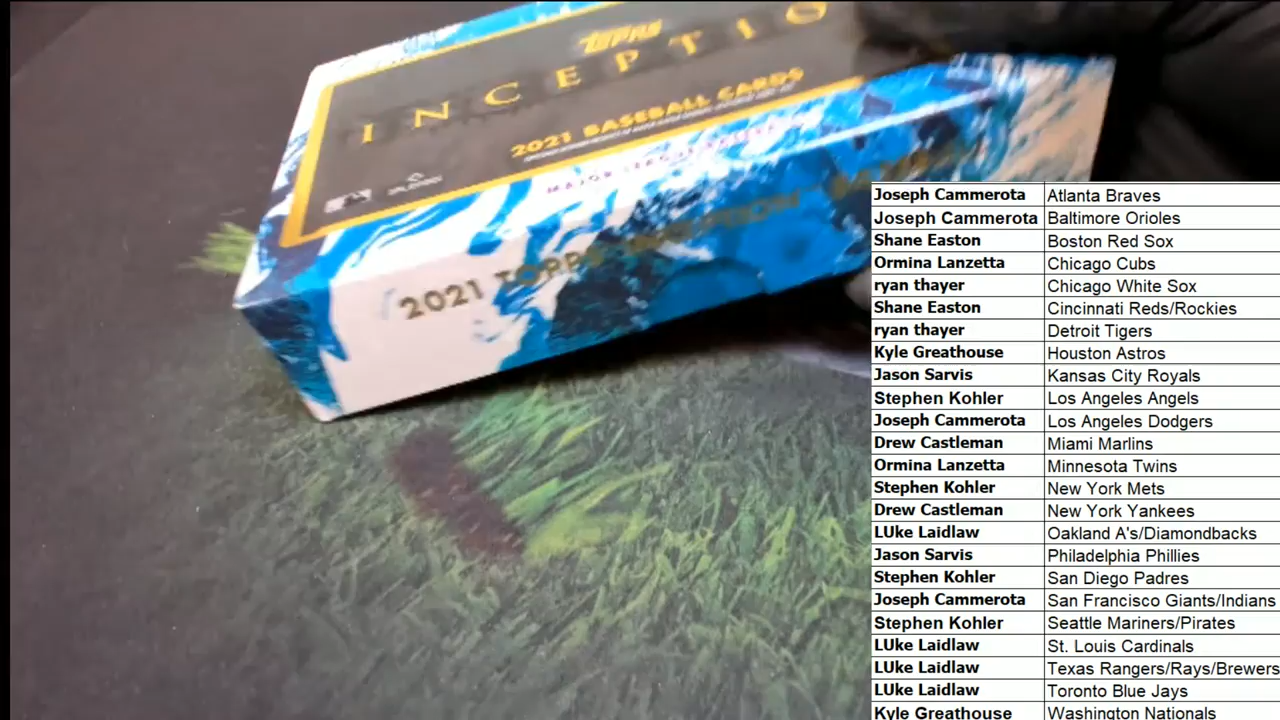 TOPPS
INCEPTIO
2021 BASEBALL CARDS
2021 TOPPS
Joseph Cammerota Atlanta Braves
Joseph Cammerota Baltimore Orioles
Shane Easton Boston Red Sox
Ormina Lanzetta Chicago Cubs
ryan thayer Chicago White Sox
Shane Easton Cincinnati Reds/Rockies
ryan thayer Detroit Tigers
Kyle Greathouse Houston Astros
Jason Sarvis Kansas City Royals
Stephen Kohler Los Angeles Angels
Joseph Cammerota Los Angeles Dodgers
Drew Castleman Miami Marlins
Ormina Lanzetta Minnesota Twins
Stephen Kohler New York Mets
Drew Castleman New York Yankees
LUke Laidlaw Oakland A's/Diamondbacks
Jason Sarvis Philadelphia Phillies
Stephen Kohler San Diego Padres
Joseph Cammerota San Francisco Giants/Indians
Stephen Kohler Seattle Mariners/Pirates
LUke Laidlaw St. Louis Cardinals
LUke Laidlaw Texas Rangers/Rays/Brewers
LUke Laidlaw Toronto Blue Jays
Kyle Greathouse Washington Nationals